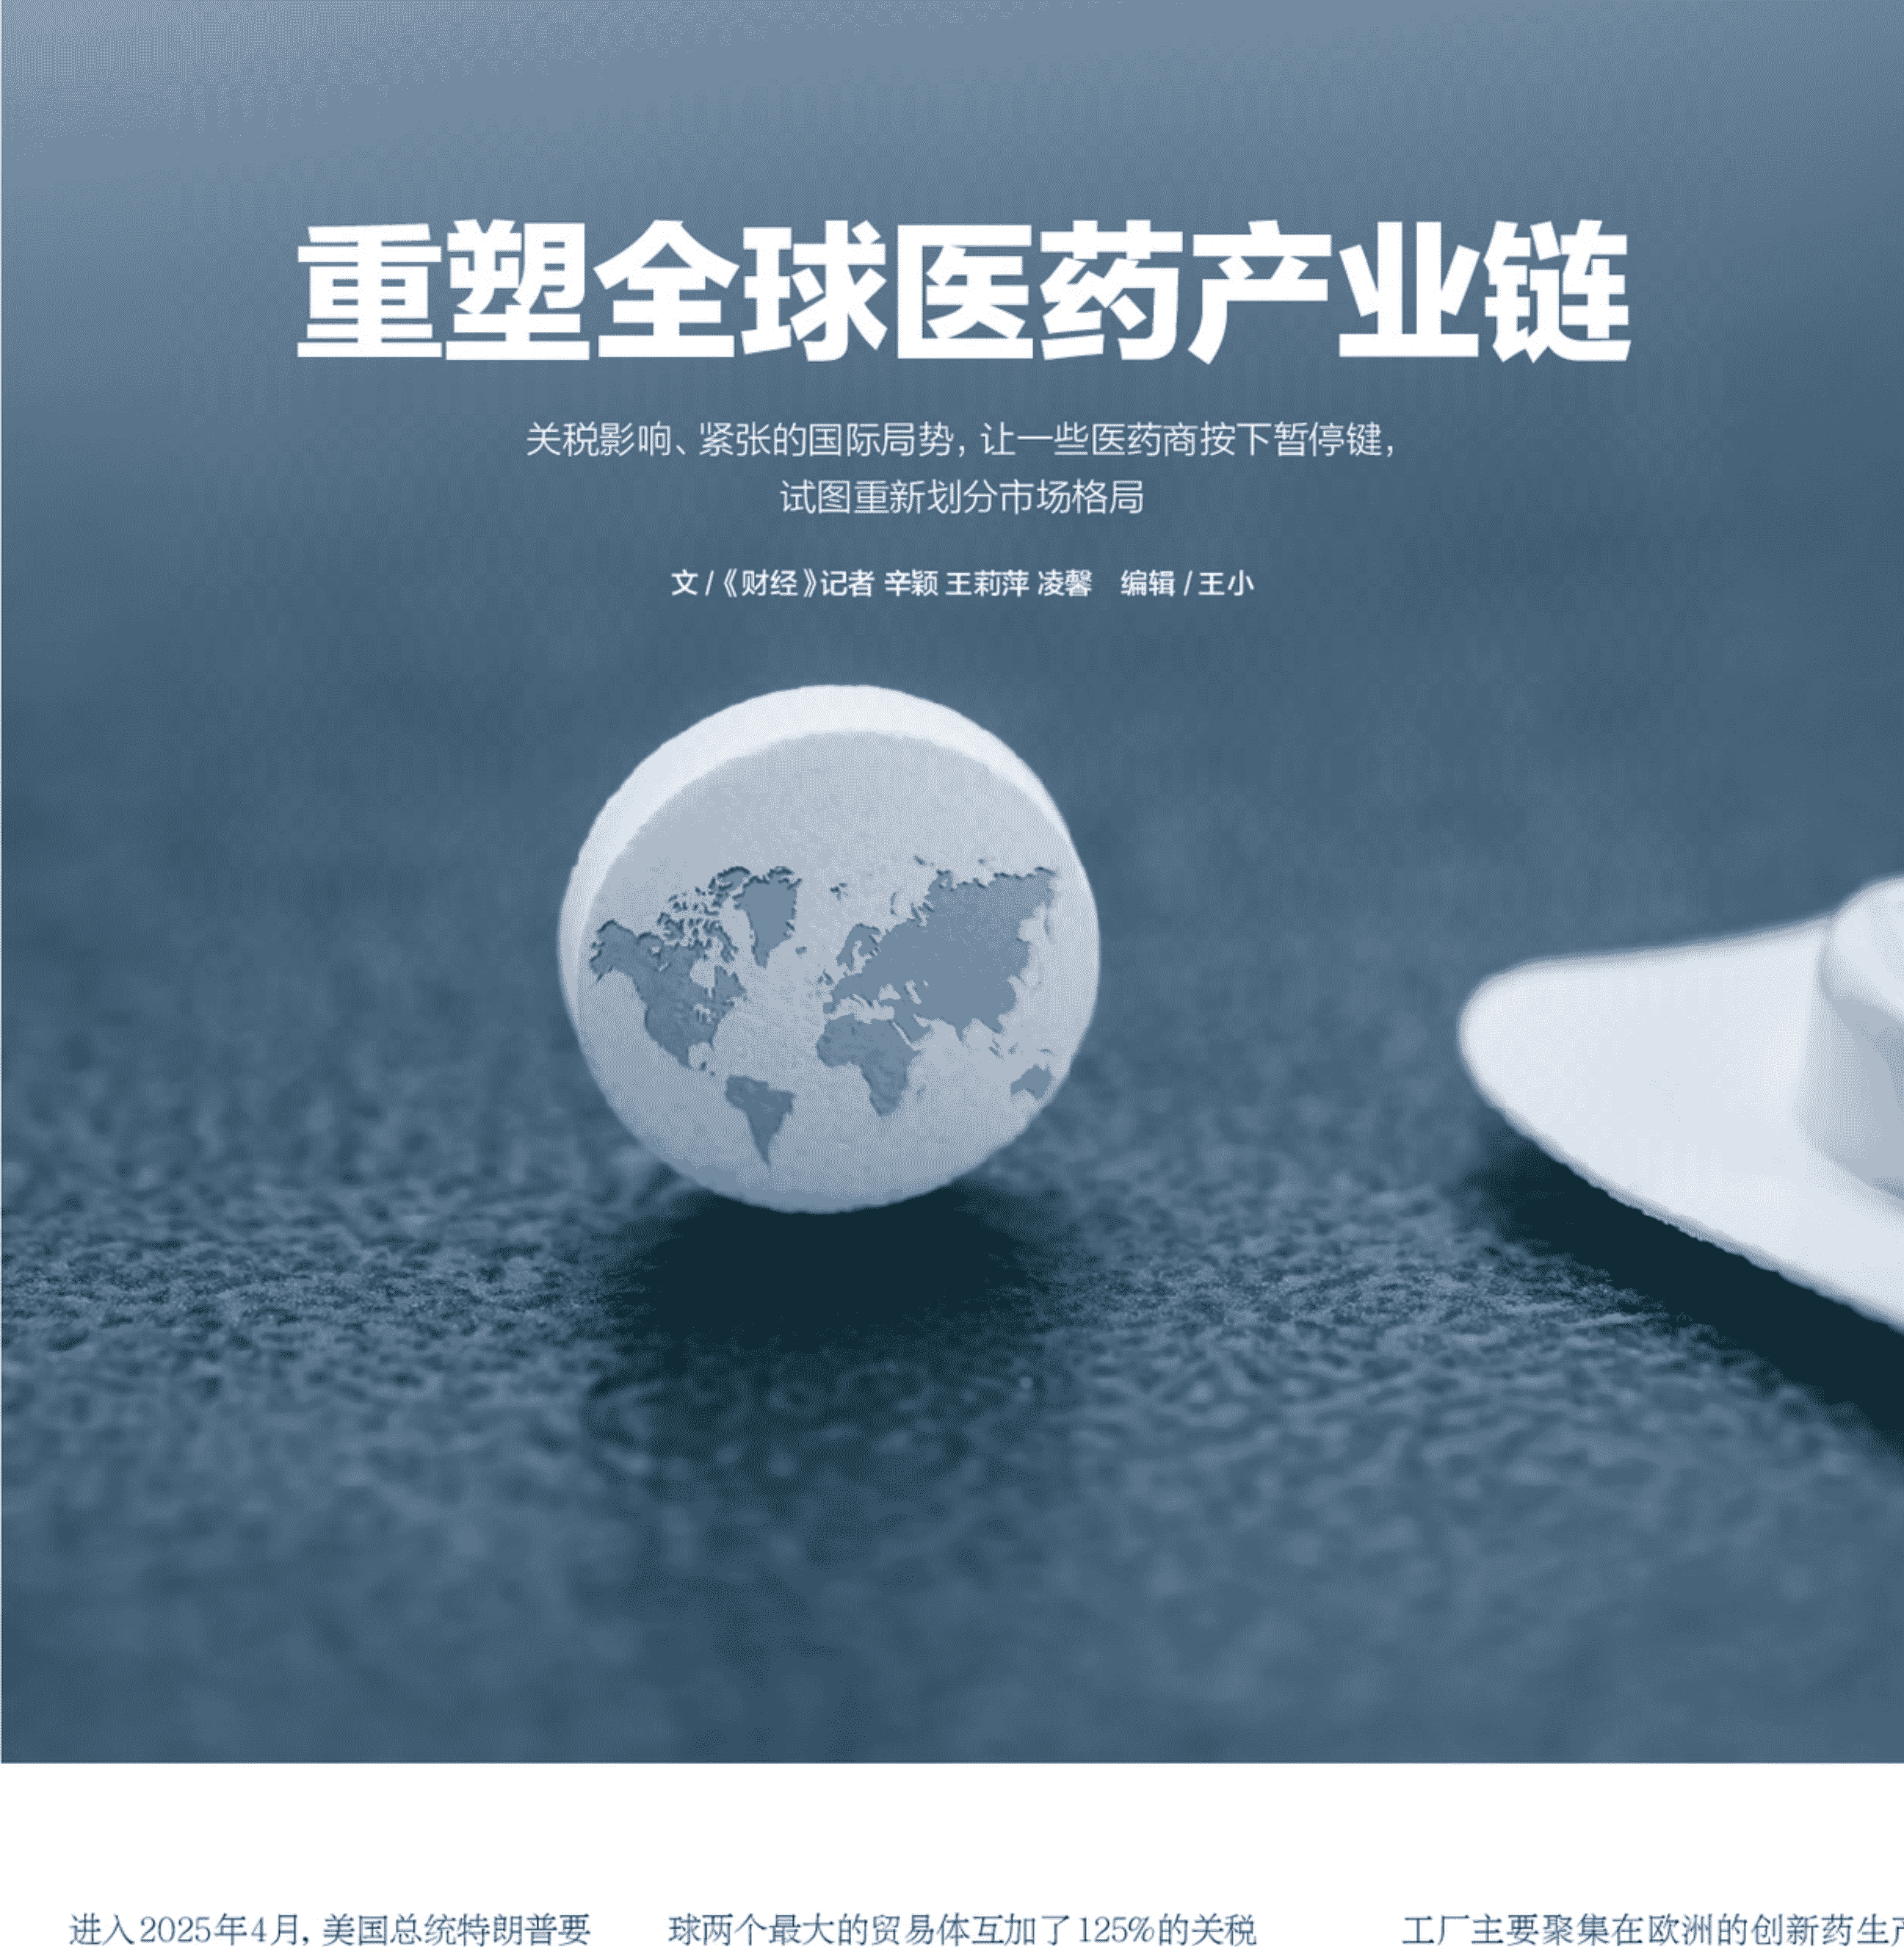 重塑全球医药产业链
关税影响、紧张的国际局势，让一些医药商按下暂停键，
试图重新划分市场格局
文 /《财经》记者 辛颖 王莉萍 凌馨　编辑 / 王小
进入2025年4月，美国总统特朗普要
球两个最大的贸易体互加了125%的关税
工厂主要聚集在欧洲的创新药生产